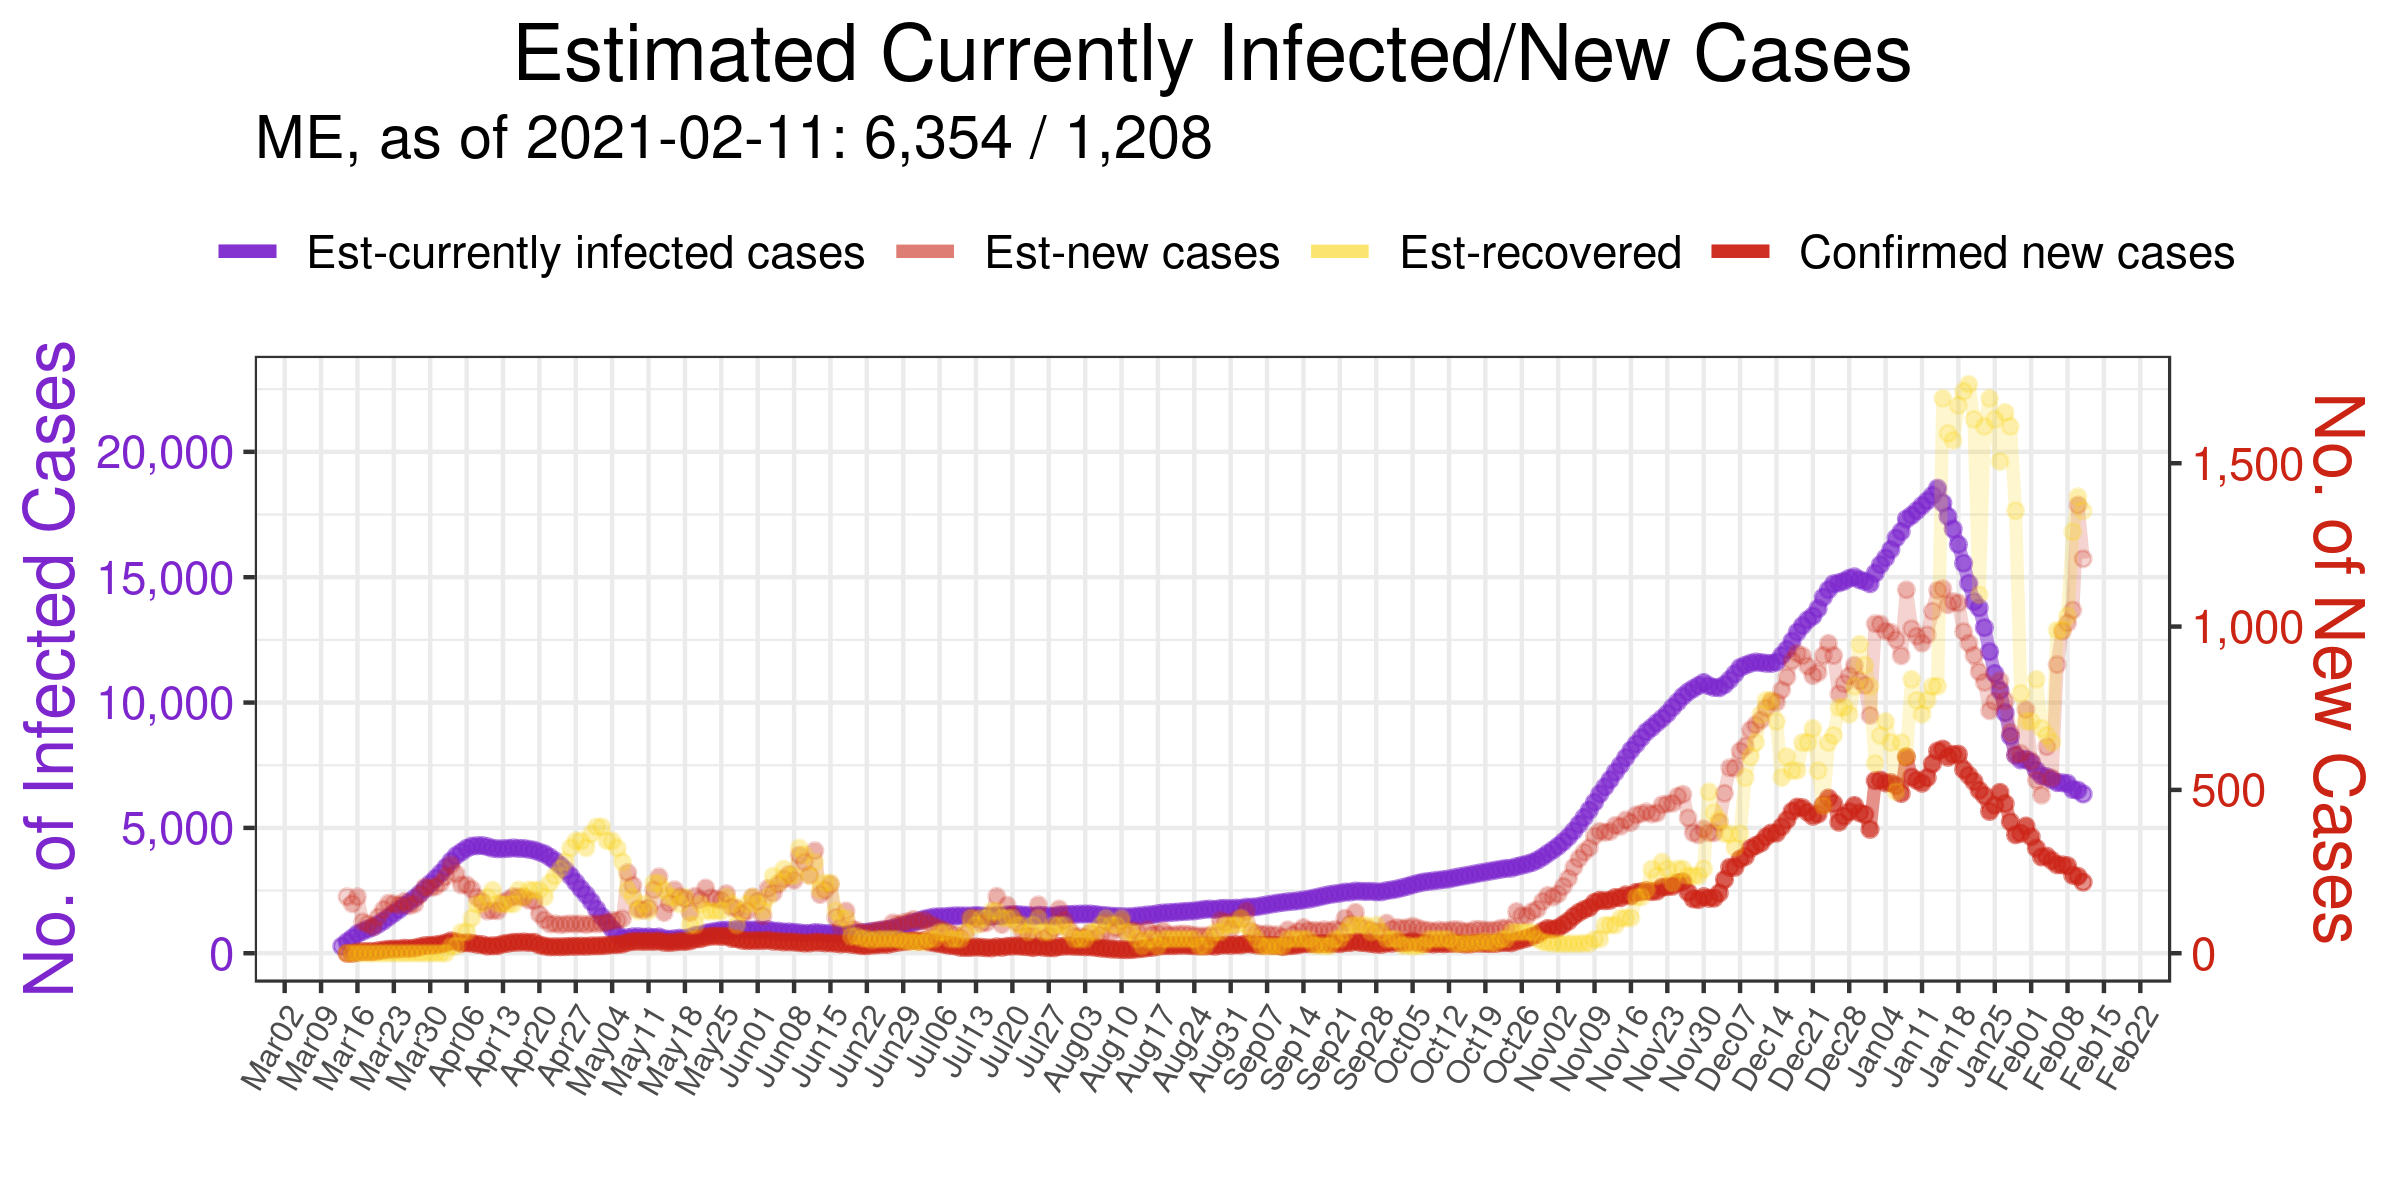 Estimated Currently Infected/New Cases
ME, as of 2021-02-11: 6,354 / 1,208
Est-currently infected cases Est-new cases Est-recovered Confirmed new cases
No. of Infected Cases
20,000
15,000
10,000
5,000
0
1,500
1,000
500
0
No. of New Cases
Mar02 Mar09 Mar16 Mar23 Mar30 Apr06 Apr13 Apr20 Apr27 May04 May11 May18 May25 Jun01 Jun08 Jun15 Jun22 Jun29 Jul06 Jul13 Jul20 Jul27 Aug03 Aug10 Aug17 Aug24 Aug31 Sep07 Sep14 Sep21 Sep28 Oct05 Oct12 Oct19 Oct26 Nov02 Nov09 Nov16 Nov23 Nov30 Dec07 Dec14 Dec21 Dec28 Jan04 Jan11 Jan18 Jan25 Feb01 Feb08 Feb15 Feb22